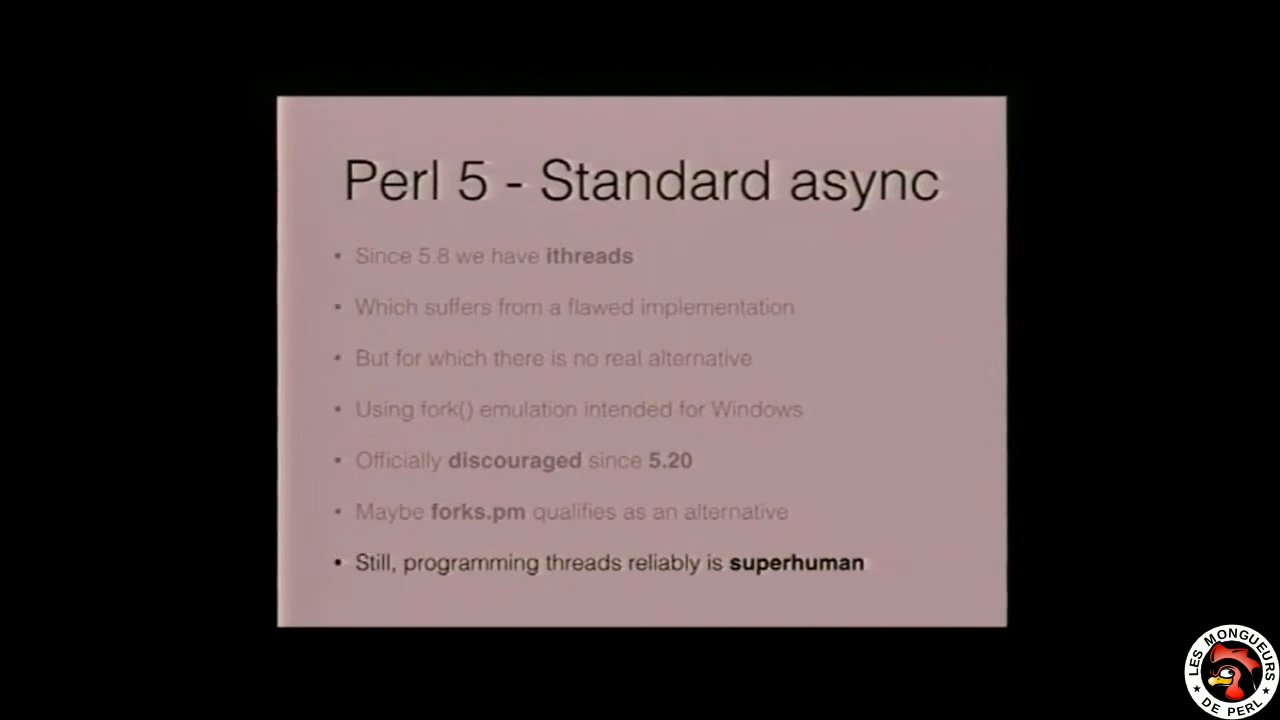 Perl 5 - Standard async
• Since 5.8 we have ithreads
• Which suffers from a flawed implementation
• But for which there is no real alternative
• Using fork() emulation intended for Windows
• Officially discouraged since 5.20
• Maybe forks.pm qualifies as an alternative
• Still, programming threads reliably is superhuman
LES MONGUEURS
★ DE PERL ★